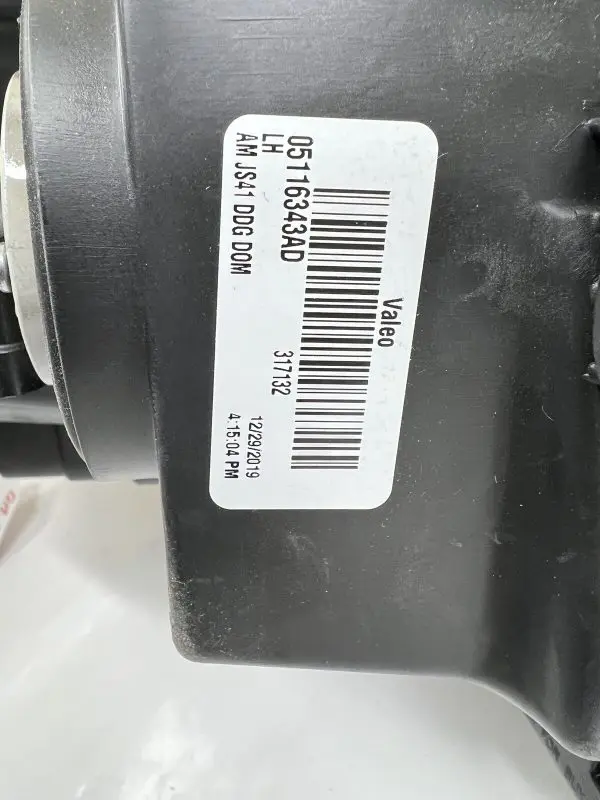 Valeo
05116343AD
LH
AM JS41 DDG DOM
317132
12/29/2019
4:15:04 PM